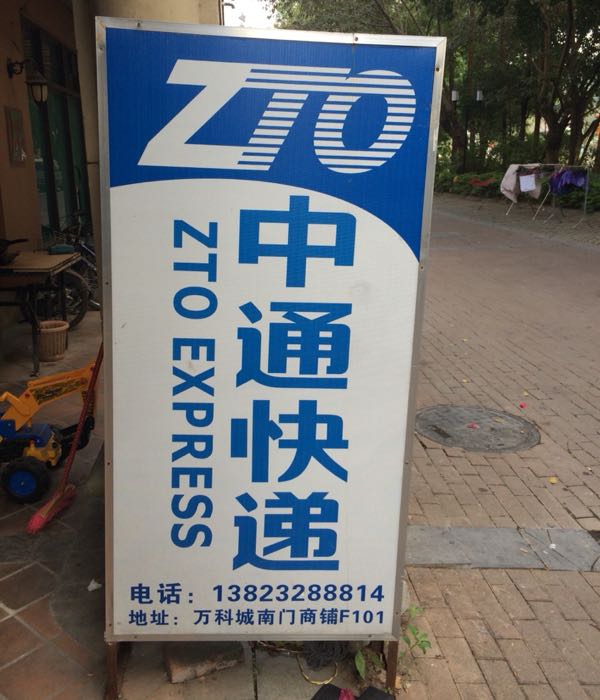 ZTO
中通快递
ZTO EXPRESS
电话：13823288814
地址：万科城南门商铺F101